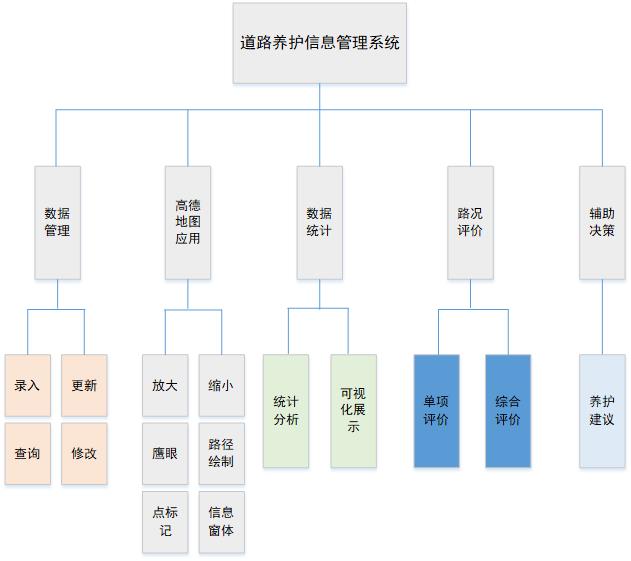 道路养护信息管理系统
数据
管理
高德
地图
应用
数据
统计
路况
评价
辅助
决策
录入
更新
查询
修改
放大
缩小
鹰眼
路径
绘制
点标
记
信息
窗体
统计
分析
可视
化展
示
单项
评价
综合
评价
养护
建议